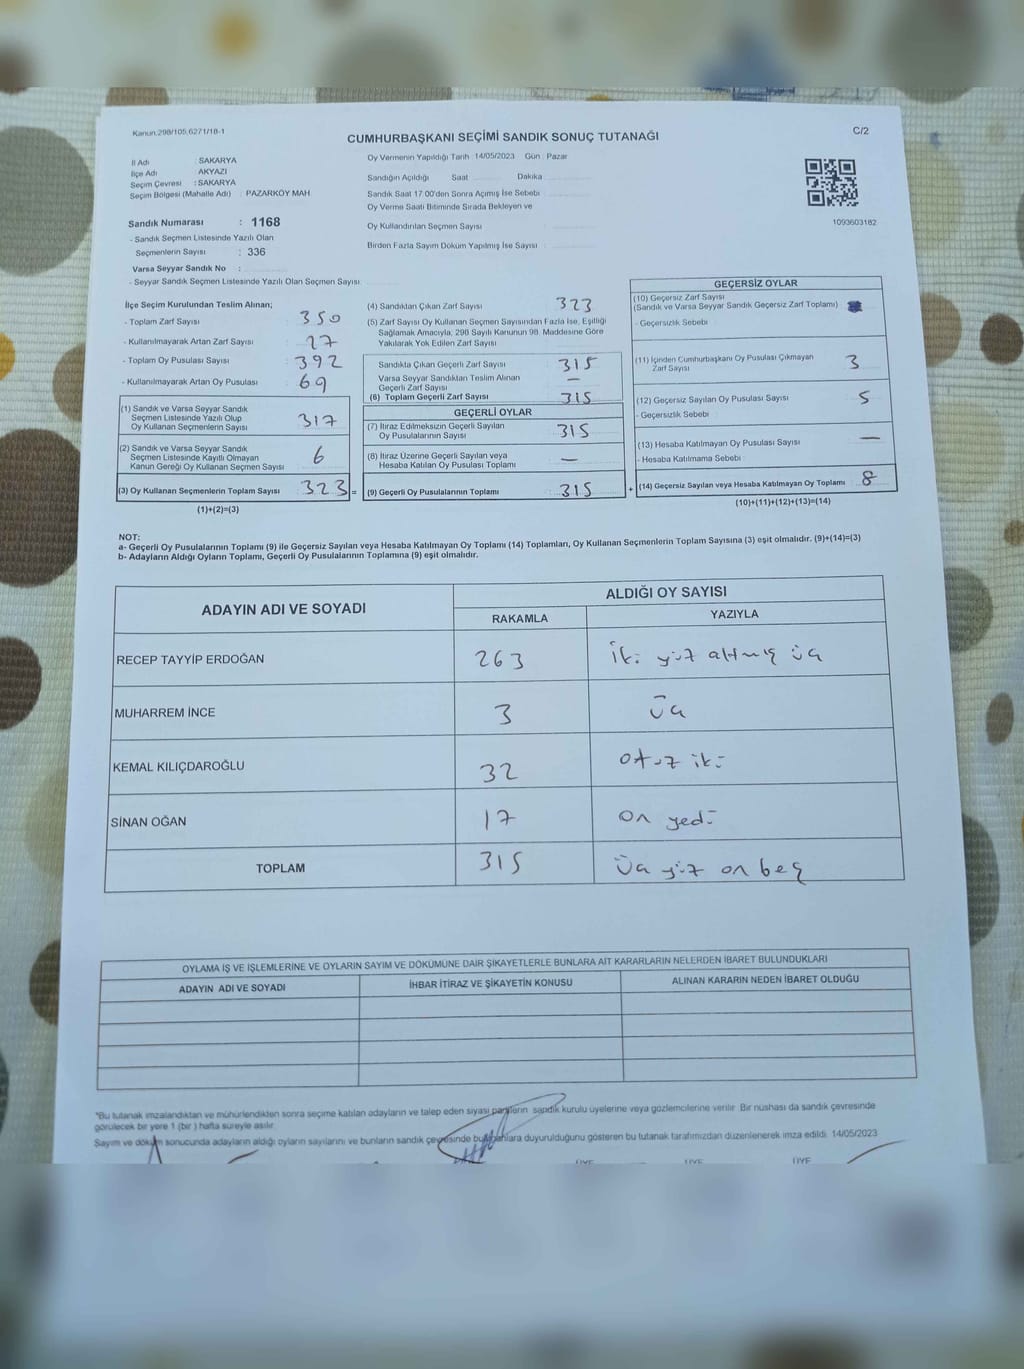 Kanun.298/105,6271/18-1
CUMHURBAŞKANI SEÇİMİ SANDIK SONUÇ TUTANAĞI
C/2
İl Adı : SAKARYA
İlçe Adı : AKYAZI
Seçim Çevresi : SAKARYA
Seçim Bölgesi (Mahalle Adı) : PAZARKÖY MAH.
Oy Vermenin Yapıldığı Tarih : 14/05/2023 Gün : Pazar
Sandığın Açıldığı Saat Dakika
Sandık Saat 17.00'den Sonra Açımış İse Sebebi
Oy Verme Saati Bitiminde Sırada Bekleyen ve
Oy Kullandırılan Seçmen Sayısı
Birden Fazla Sayım Döküm Yapılmış İse Sayısı :
1093603182
Sandık Numarası : 1168
- Sandık Seçmen Listesinde Yazılı Olan
Seçmenlerin Sayısı : 336
Varsa Seyyar Sandık No :
- Seyyar Sandık Seçmen Listesinde Yazılı Olan Seçmen Sayısı
İlçe Seçim Kurulundan Teslim Alınan;
- Toplam Zarf Sayısı : 350
- Kullanılmayarak Artan Zarf Sayısı : 27
- Toplam Oy Pusulası Sayısı : 392
- Kullanılmayarak Artan Oy Pusulası : 69
(1) Sandık ve Varsa Seyyar Sandık
Seçmen Listesinde Yazılı Olup
Oy Kullanan Seçmenlerin Sayısı 317
(2) Sandık ve Varsa Seyyar Sandık
Seçmen Listesinde Kayıtlı Olmayan
Kanun Gereği Oy Kullanan Seçmen Sayısı 6
(3) Oy Kullanan Seçmenlerin Toplam Sayısı 323 =
(1)+(2)=(3)
(4) Sandıktan Çıkan Zarf Sayısı 323
(5) Zarf Sayısı Oy Kullanan Seçmen Sayısından Fazla İse, Eşitliği
Sağlamak Amacıyla, 298 Sayılı Kanunun 98. Maddesine Göre
Yakılarak Yok Edilen Zarf Sayısı
Sandıkta Çıkan Geçerli Zarf Sayısı 315
Varsa Seyyar Sandıktan Teslim Alınan
Geçerli Zarf Sayısı —
(6) Toplam Geçerli Zarf Sayısı 315
GEÇERLİ OYLAR
(7) İtiraz Edilmeksizin Geçerli Sayılan
Oy Pusulalarının Sayısı 315
(8) İtiraz Üzerine Geçerli Sayılan veya
Hesaba Katılan Oy Pusulası Toplamı —
(9) Geçerli Oy Pusulalarının Toplamı : 315 +
GEÇERSİZ OYLAR
(10) Geçersiz Zarf Sayısı
(Sandık ve Varsa Seyyar Sandık Geçersiz Zarf Toplamı)
- Geçersizlik Sebebi :
(11) İçinden Cumhurbaşkanı Oy Pusulası Çıkmayan
Zarf Sayısı 3
(12) Geçersiz Sayılan Oy Pusulası Sayısı 5
- Geçersizlik Sebebi
(13) Hesaba Katılmayan Oy Pusulası Sayısı —
- Hesaba Katılmama Sebebi
(14) Geçersiz Sayılan veya Hesaba Katılmayan Oy Toplamı 8
(10)+(11)+(12)+(13)=(14)
NOT:
a- Geçerli Oy Pusulalarının Toplamı (9) ile Geçersiz Sayılan veya Hesaba Katılmayan Oy Toplamı (14) Toplamları, Oy Kullanan Seçmenlerin Toplam Sayısına (3) eşit olmalıdır. (9)+(14)=(3)
b- Adayların Aldığı Oyların Toplamı, Geçerli Oy Pusulalarının Toplamına (9) eşit olmalıdır.
ADAYIN ADI VE SOYADI
ALDIĞI OY SAYISI
RAKAMLA YAZIYLA
RECEP TAYYİP ERDOĞAN 263 iki yüz altmış üç
MUHARREM İNCE 3 üç
KEMAL KILIÇDAROĞLU 32 otuz iki
SİNAN OĞAN 17 on yedi
TOPLAM 315 Üç yüz on beş
OYLAMA İŞ VE İŞLEMLERİNE VE OYLARIN SAYIM VE DÖKÜMÜNE DAİR ŞİKAYETLERLE BUNLARA AİT KARARLARIN NELERDEN İBARET BULUNDUKLARI
ADAYIN ADI VE SOYADI İHBAR İTİRAZ VE ŞİKAYETİN KONUSU ALINAN KARARIN NEDEN İBARET OLDUĞU
*Bu tutanak imzalandıktan ve mühürlendikten sonra seçime katılan adayların ve talep eden siyasi partilerin sandık kurulu üyelerine veya gözlemcilerine verilir. Bir nüshası da sandık çevresinde
görülecek bir yere 1 (bir ) hafta süreyle asılır.
Sayım ve döküm sonucunda adayların aldığı oyların sayılarını ve bunların sandık çevresinde bulunanlara duyurulduğunu gösteren bu tutanak tarafımızdan düzenlenerek imza edildi. 14/05/2023
ÜYE ÜYE ÜYE